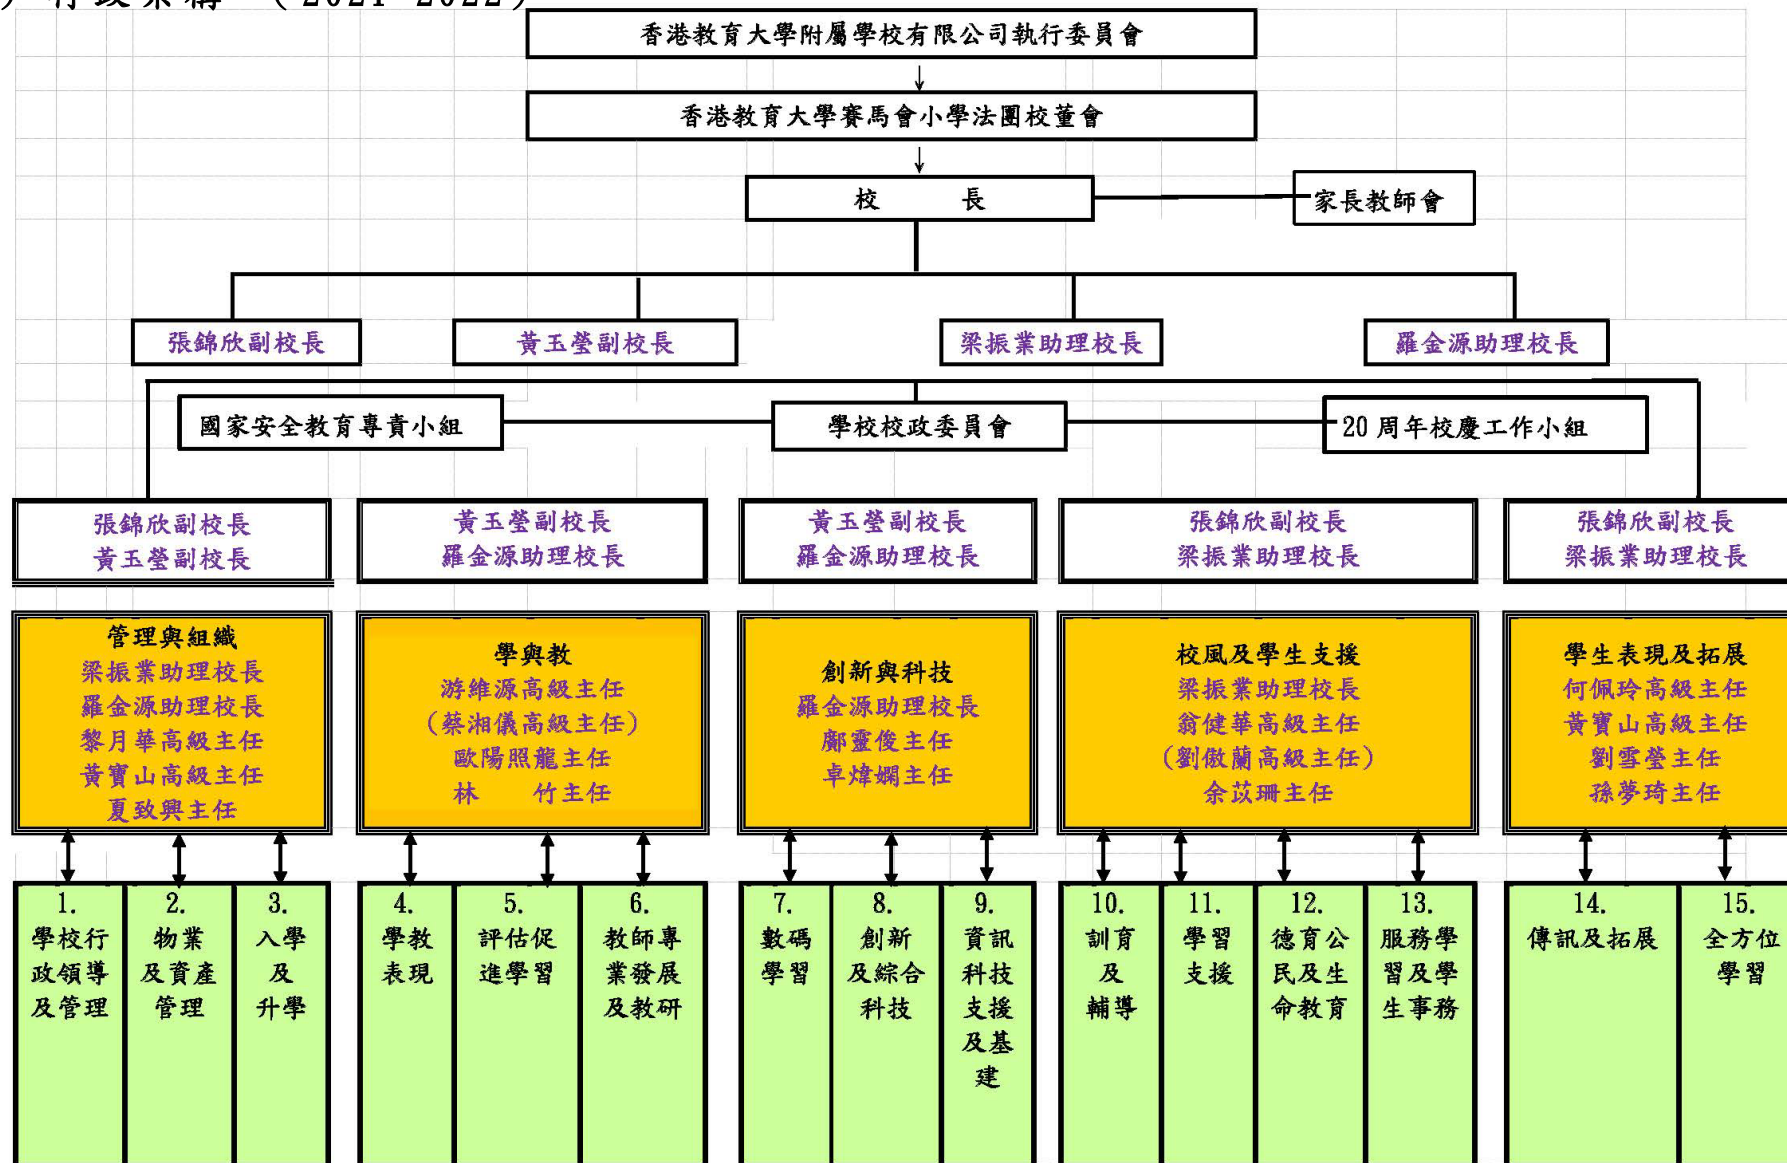 ) 行政架構 （2021-2022）
香港教育大學附屬學校有限公司執行委員會
香港教育大學賽馬會小學法團校董會
校　　長
家長教師會
張錦欣副校長
黃玉瑩副校長
梁振業助理校長
羅金源助理校長
國家安全教育專責小組
學校校政委員會
20 周年校慶工作小組
張錦欣副校長
黃玉瑩副校長
黃玉瑩副校長
羅金源助理校長
黃玉瑩副校長
羅金源助理校長
張錦欣副校長
梁振業助理校長
張錦欣副校長
梁振業助理校長
管理與組織
梁振業助理校長
羅金源助理校長
黎月華高級主任
黃寶山高級主任
夏致興主任
學與教
游維源高級主任
(蔡湘儀高級主任)
歐陽照龍主任
林　　竹主任
創新與科技
羅金源助理校長
鄺靈俊主任
卓煒嫻主任
校風及學生支援
梁振業助理校長
翁健華高級主任
(劉傲蘭高級主任)
余苡珊主任
學生表現及拓展
何佩玲高級主任
黃寶山高級主任
劉雪瑩主任
孫夢琦主任
1.
學校行
政領導
及管理
2.
物業
及資產
管理
3.
入學
及
升學
4.
學教
表現
5.
評估促
進學習
6.
教師專
業發展
及教研
7.
數碼
學習
8.
創新
及綜合
科技
9.
資訊
科技
支援
及基
建
10.
訓育
及
輔導
11.
學習
支援
12.
德育公
民及生
命教育
13.
服務學
習及學
生事務
14.
傳訊及拓展
15.
全方位
學習